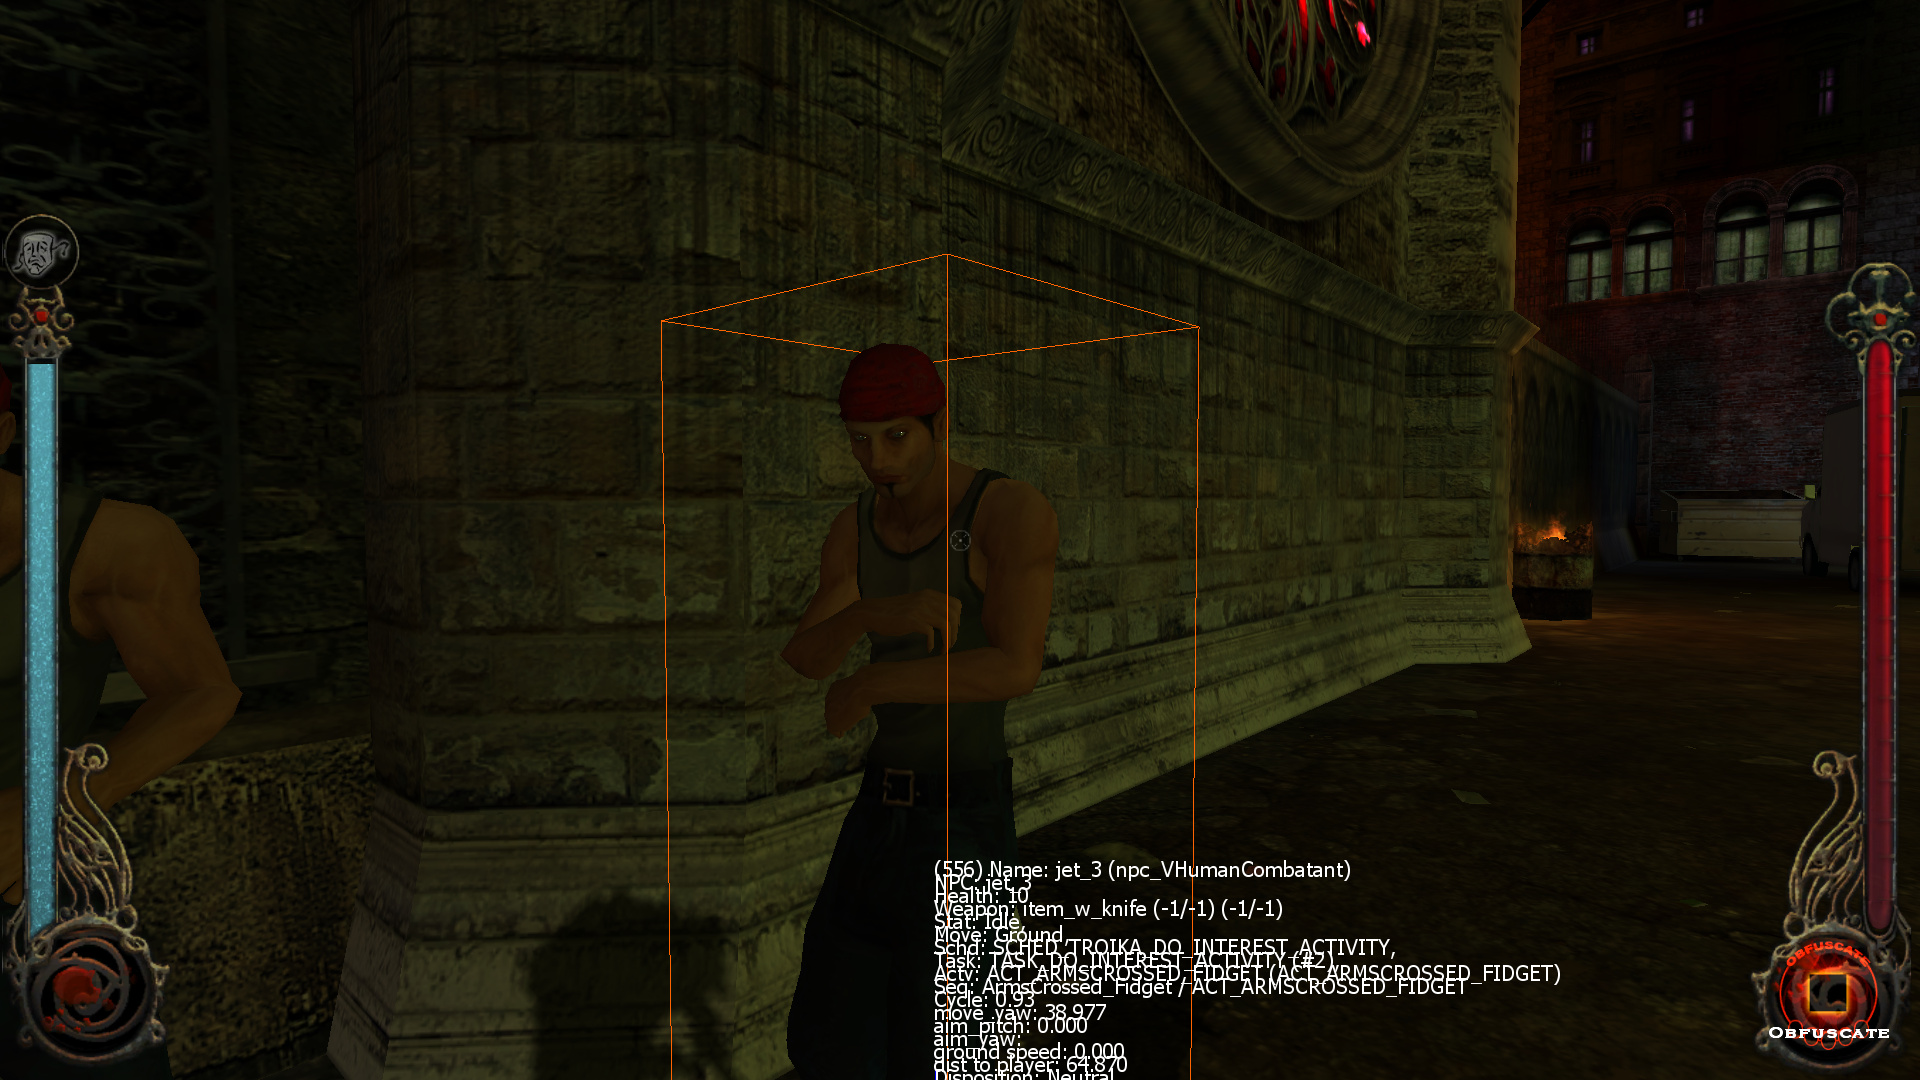 (556) Name: jet_3 (npc_VHumanCombatant)
NPC: jet_3
Health: 10
Weapon: item_w_knife (-1/-1) (-1/-1)
Stat: Idle,
Move: Ground
Schd: SCHED_TROIKA_DO_INTEREST_ACTIVITY,
Task: TASK_DO_INTEREST_ACTIVITY (#2)
Actv: ACT_ARMSCROSSED_FIDGET (ACT_ARMSCROSSED_FIDGET)
Seq: ArmsCrossed_Fidget / ACT_ARMSCROSSED_FIDGET
Cycle: 0.93
move_yaw: 38.977
aim_pitch: 0.000
aim_yaw:
ground speed: 0.000
dist to player: 64.870
Disposition: Neutral
OBFUSCATE
OBFUSCATE